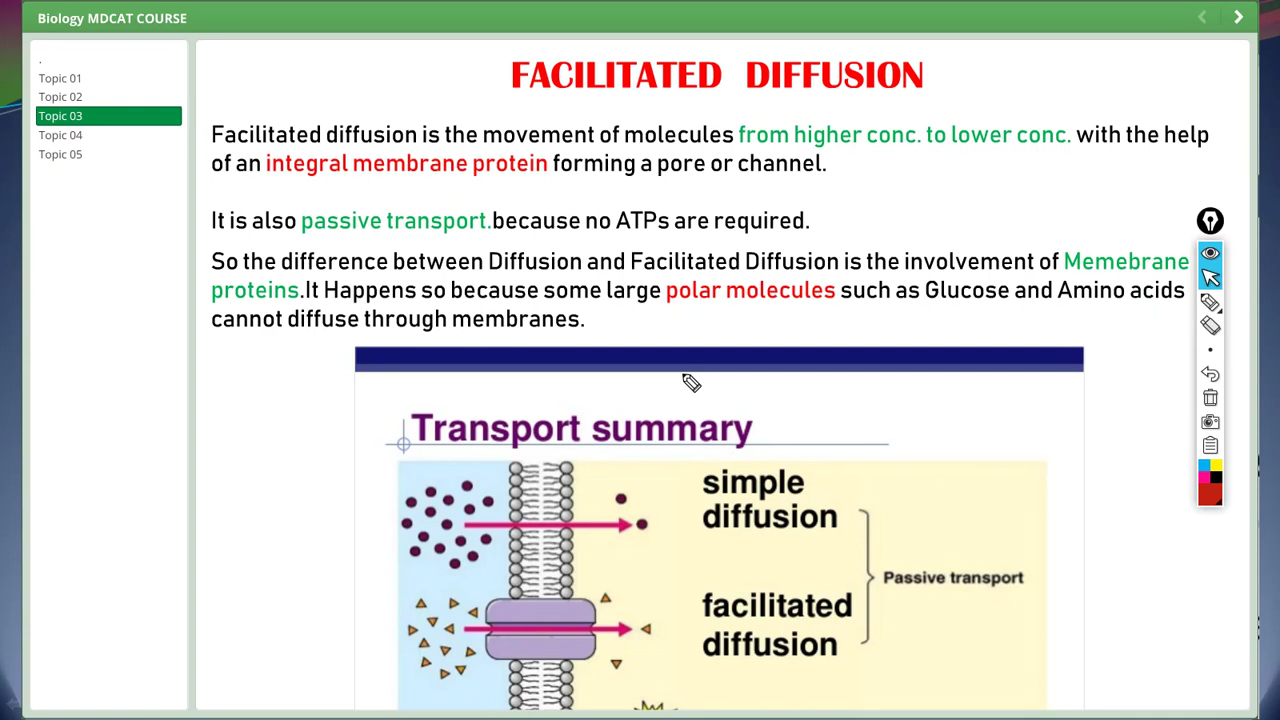 Biology MDCAT COURSE
.
Topic 01
Topic 02
Topic 03
Topic 04
Topic 05
FACILITATED DIFFUSION
Facilitated diffusion is the movement of molecules from higher conc. to lower conc. with the help
of an integral membrane protein forming a pore or channel.
It is also passive transport.because no ATPs are required.
So the difference between Diffusion and Facilitated Diffusion is the involvement of Memebrane
proteins.It Happens so because some large polar molecules such as Glucose and Amino acids
cannot diffuse through membranes.
Transport summary
simple
diffusion
Passive transport
facilitated
diffusion